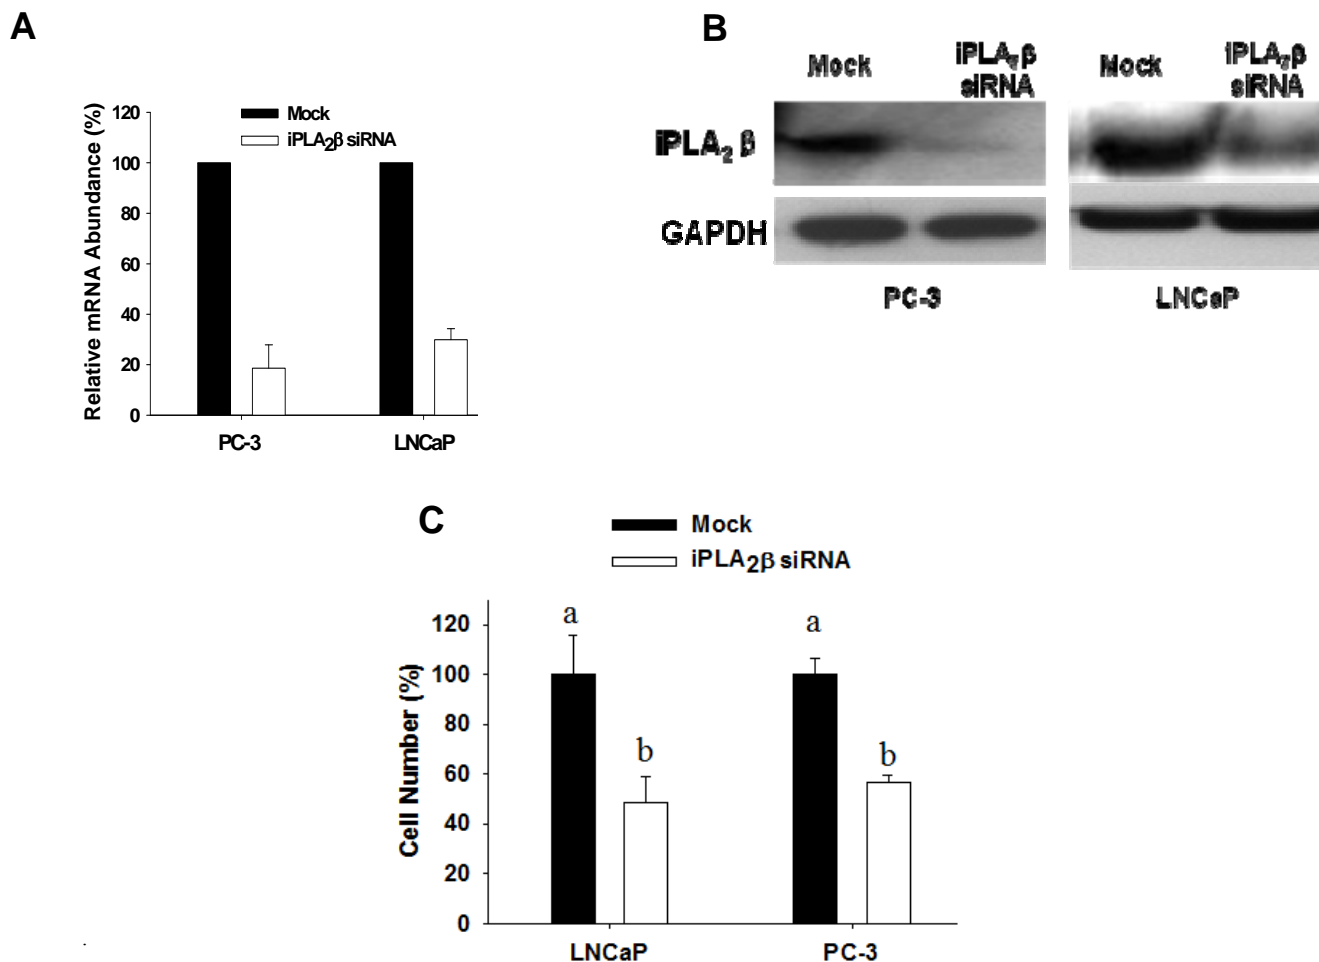 A
Relative mRNA Abundance (%)
120
100
80
60
40
20
0
Mock
iPLA2β siRNA
PC-3
LNCaP
B
Mock
iPLA2β
siRNA
Mock
iPLA2β
siRNA
iPLA2 β
GAPDH
PC-3
LNCaP
C
Mock
iPLA2β siRNA
Cell Number (%)
120
100
80
60
40
20
0
a
b
a
b
LNCaP
PC-3